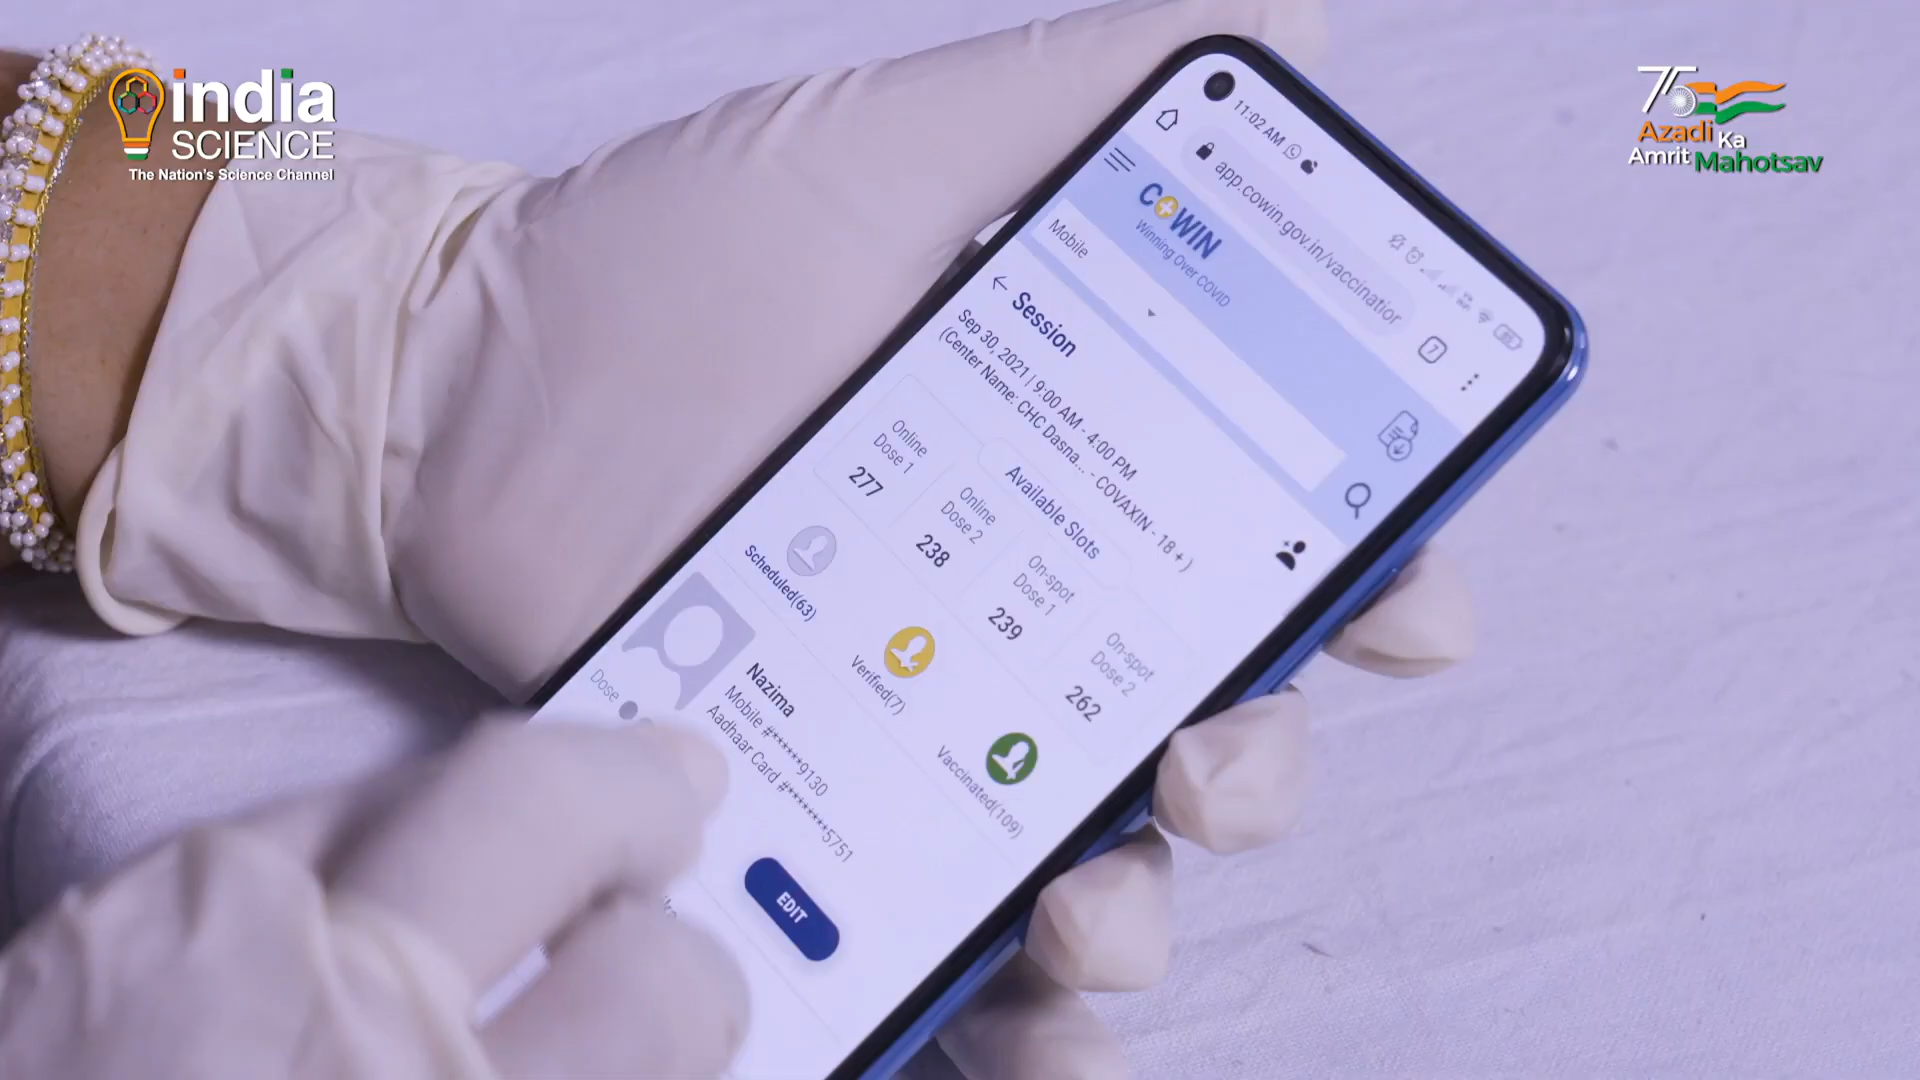 india
SCIENCE
The Nation's Science Channel
75
Azadi Ka
Amrit Mahotsav
11:02 AM
app.cowin.gov.in/vaccination
7
COWIN
Winning Over COVID
Mobile
Session
Sep 30, 2021 | 9:00 AM - 4:00 PM
(Center Name: CHC Dasna... - COVAXIN - 18+ )
Available Slots
Online
Dose 1
277
Online
Dose 2
238
On-spot
Dose 1
239
On-spot
Dose 2
262
Scheduled(63)
Verified(7)
Vaccinated(109)
Nazima
Mobile #******9130
Aadhaar Card #********5751
Dose
EDIT